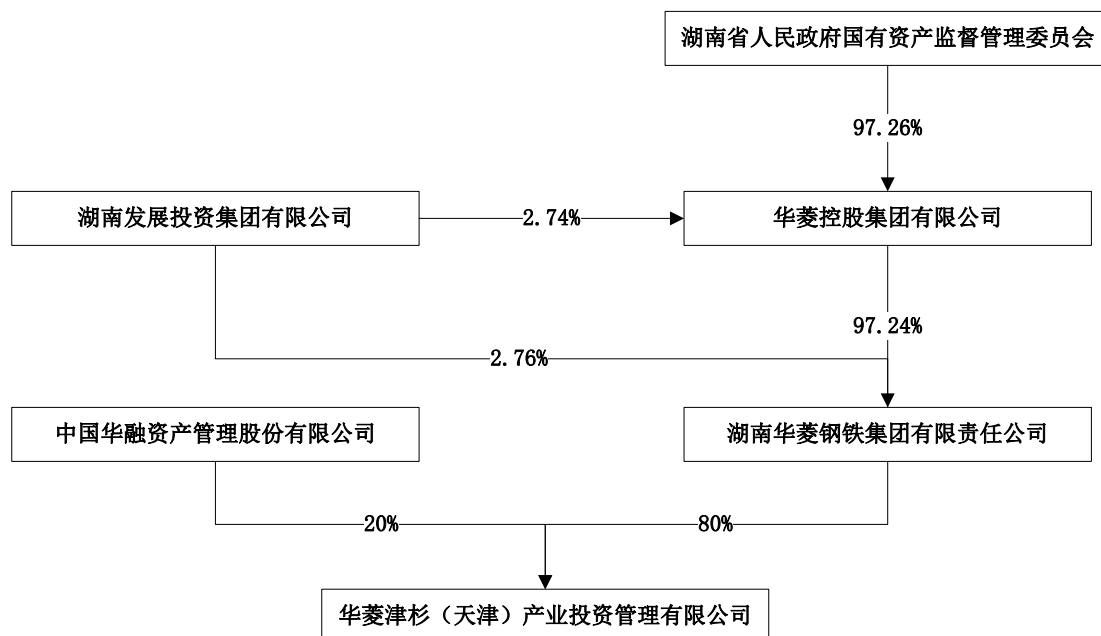 湖南省人民政府国有资产监督管理委员会
97.26%
湖南发展投资集团有限公司
2.74%
华菱控股集团有限公司
97.24%
2.76%
中国华融资产管理股份有限公司
湖南华菱钢铁集团有限责任公司
20%
80%
华菱津杉（天津）产业投资管理有限公司